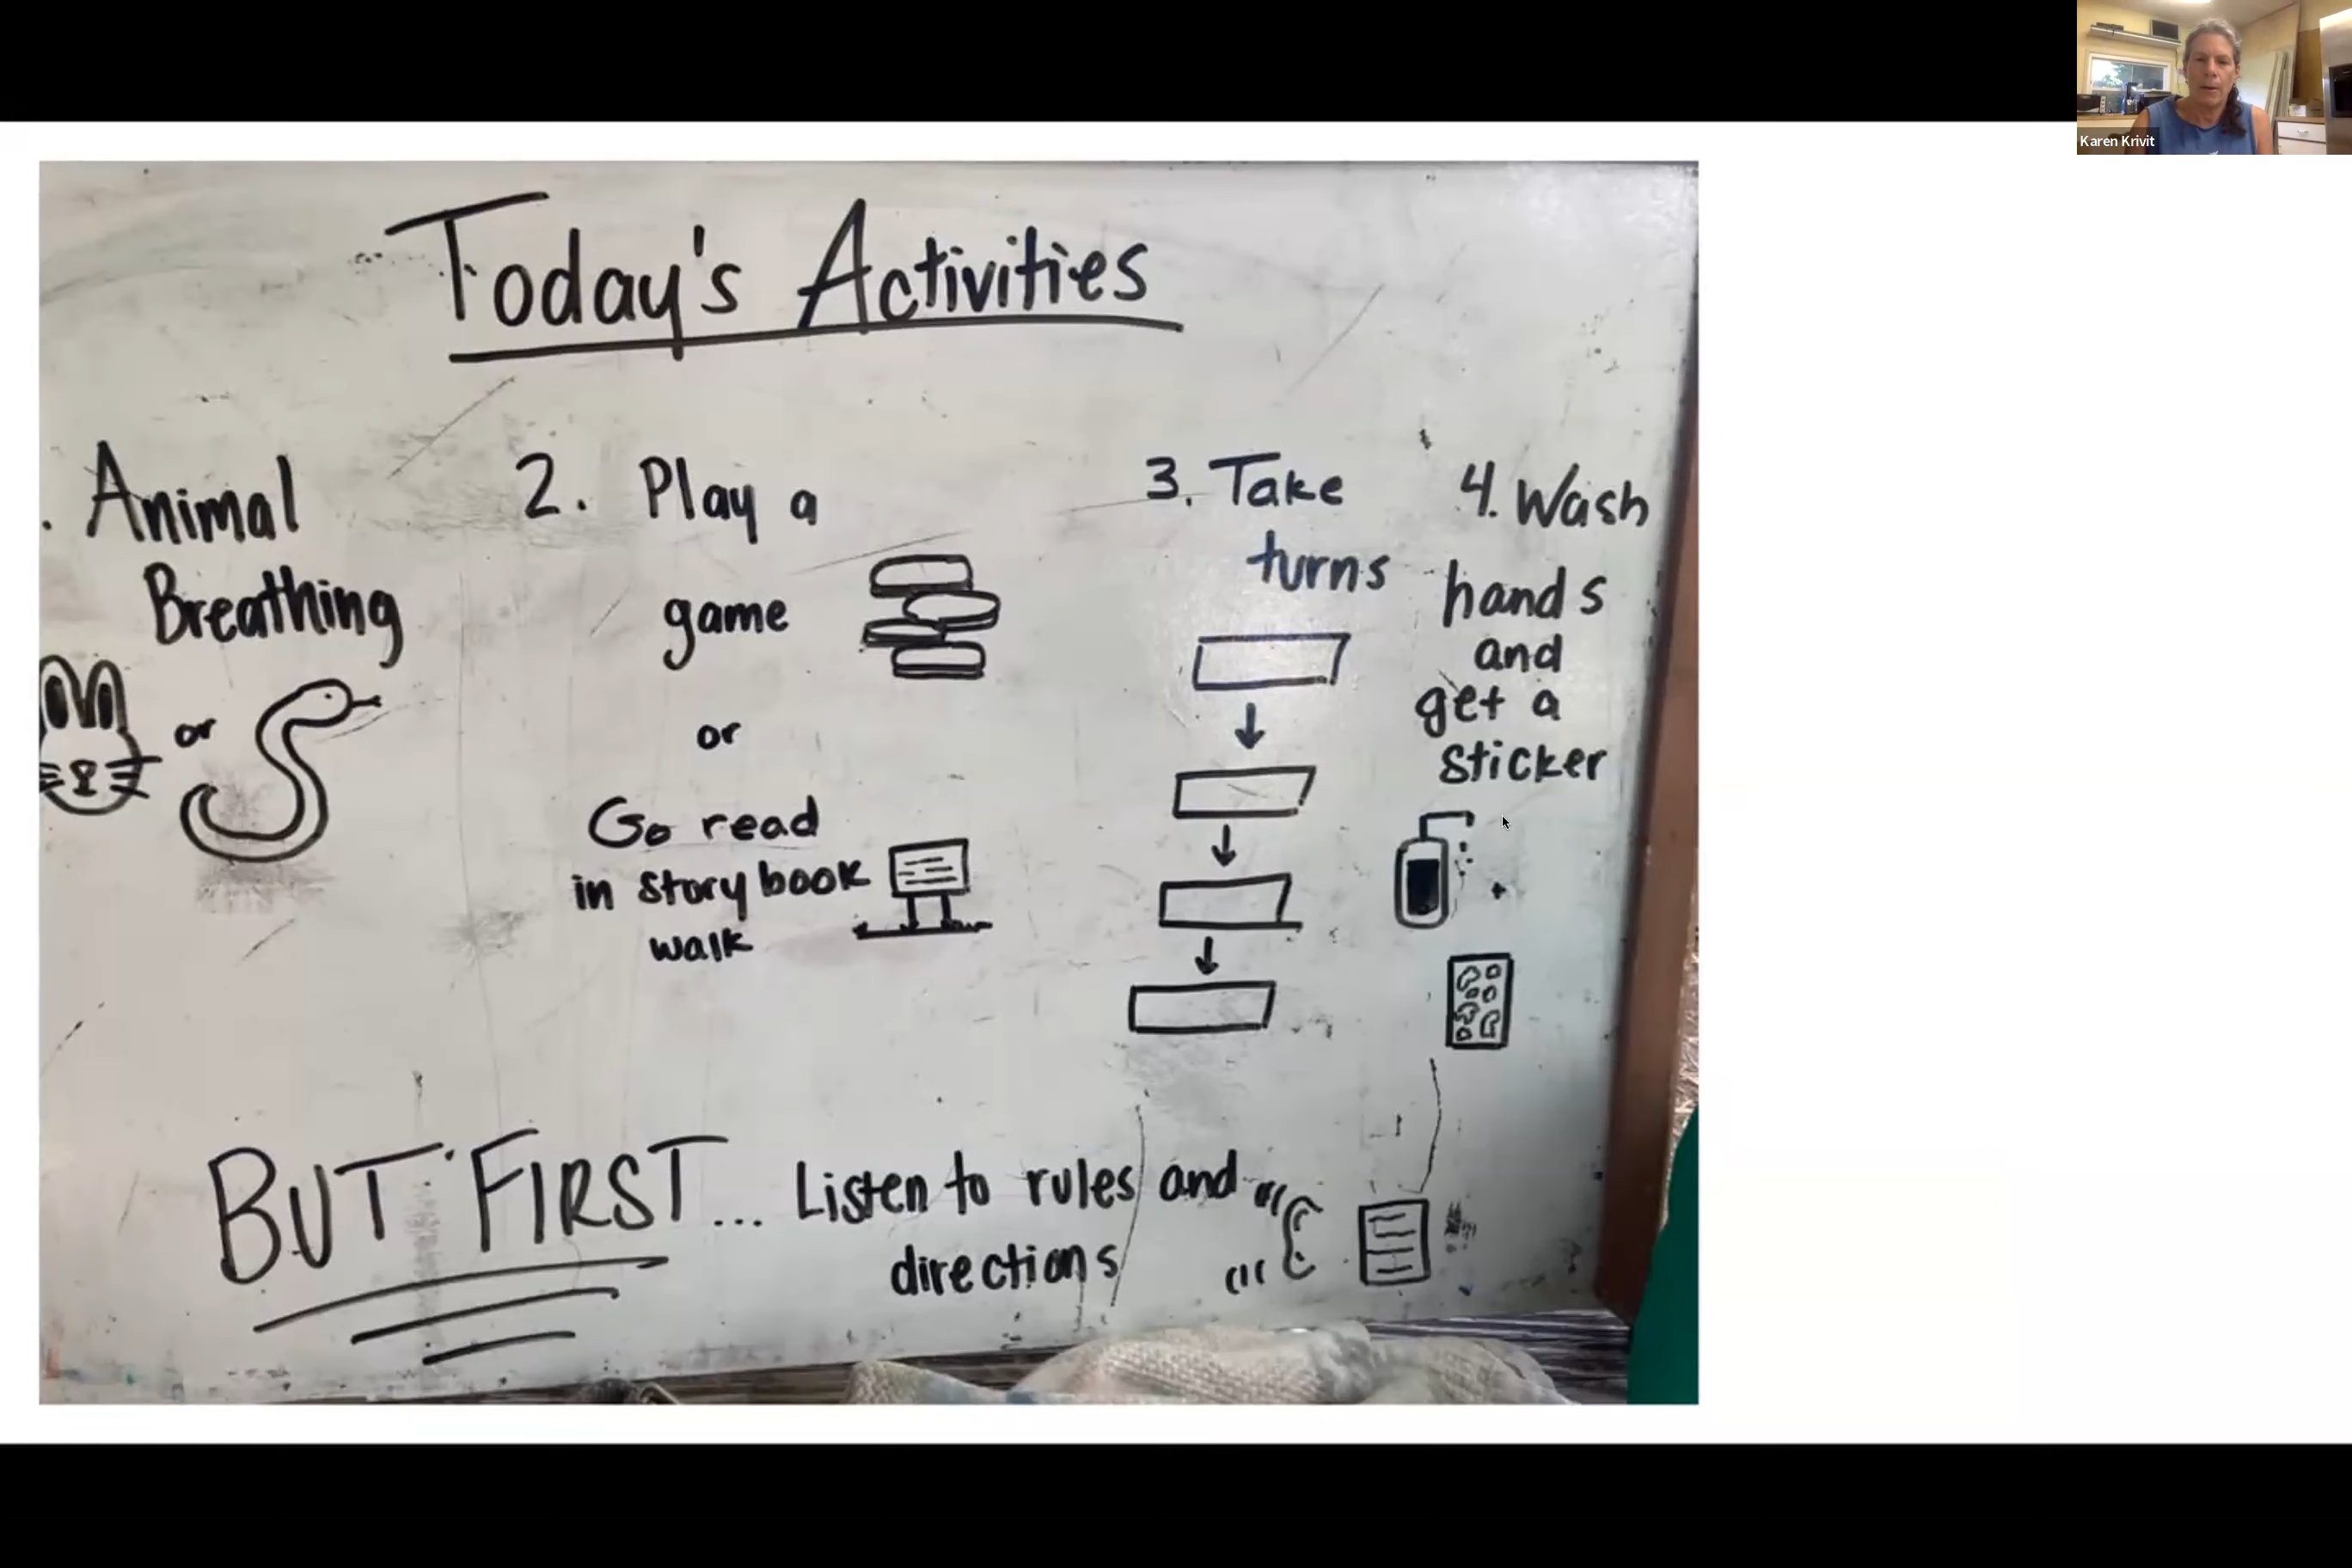 Karen Krivit
Today's Activities
. Animal
Breathing
or
2. Play a
game
or
Go read
in story book
walk
3. Take
turns
4. Wash
hands
and
get a
sticker
BUT FIRST... Listen to rules and
directions